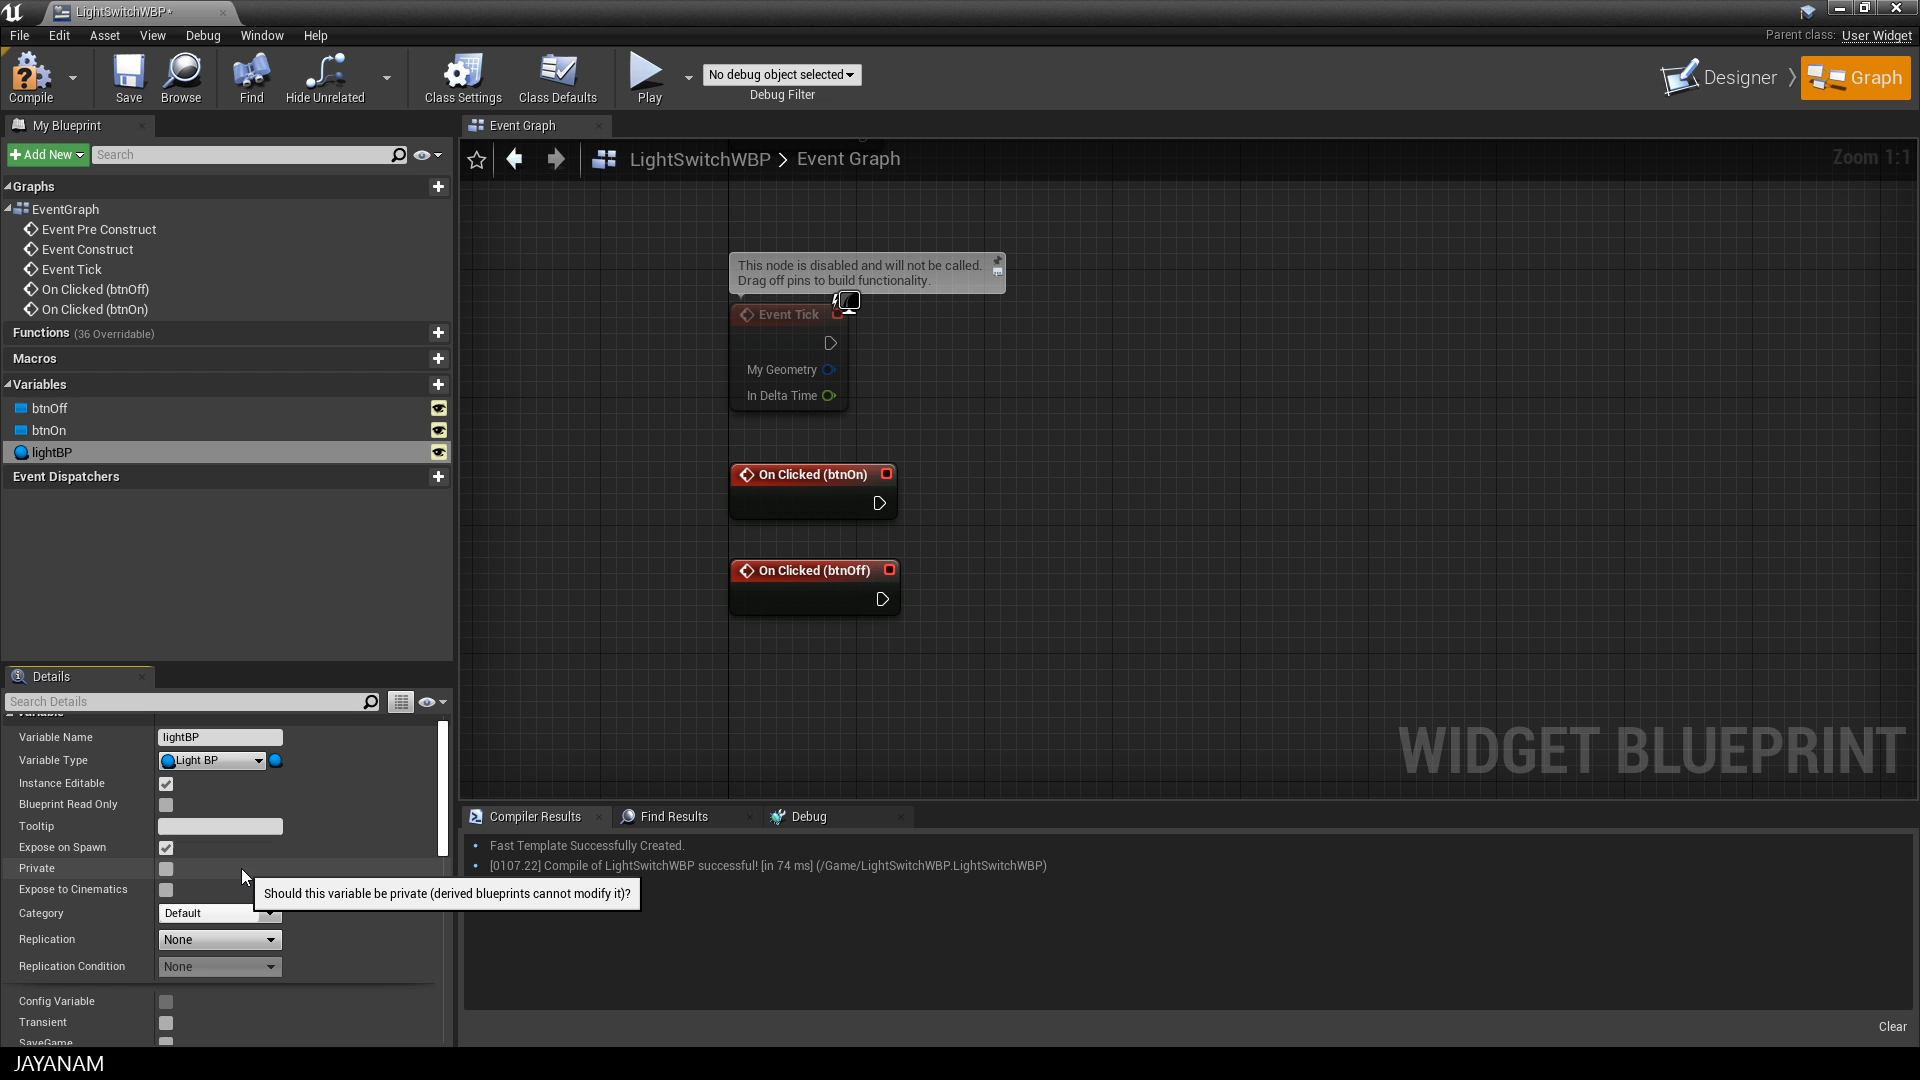 LightSwitchWBP*
File Edit Asset View Debug Window Help
Parent class: User Widget
Compile Save Browse Find Hide Unrelated Class Settings Class Defaults Play
No debug object selected
Debug Filter
Designer Graph
My Blueprint
Event Graph
Add New Search
LightSwitchWBP > Event Graph
Zoom 1:1
Graphs
EventGraph
Event Pre Construct
Event Construct
Event Tick
On Clicked (btnOff)
On Clicked (btnOn)
Functions (36 Overridable)
Macros
Variables
btnOff
btnOn
lightBP
Event Dispatchers
This node is disabled and will not be called.
Drag off pins to build functionality.
Event Tick
My Geometry
In Delta Time
On Clicked (btnOn)
On Clicked (btnOff)
WIDGET BLUEPRINT
Details
Search Details
Variable
Variable Name lightBP
Variable Type Light BP
Instance Editable
Blueprint Read Only
Tooltip
Expose on Spawn
Private
Expose to Cinematics
Should this variable be private (derived blueprints cannot modify it)?
Category Default
Replication None
Replication Condition None
Config Variable
Transient
SaveGame
Compiler Results Find Results Debug
Fast Template Successfully Created.
[0107.22] Compile of LightSwitchWBP successful! [in 74 ms] (/Game/LightSwitchWBP.LightSwitchWBP)
Clear
JAYANAM